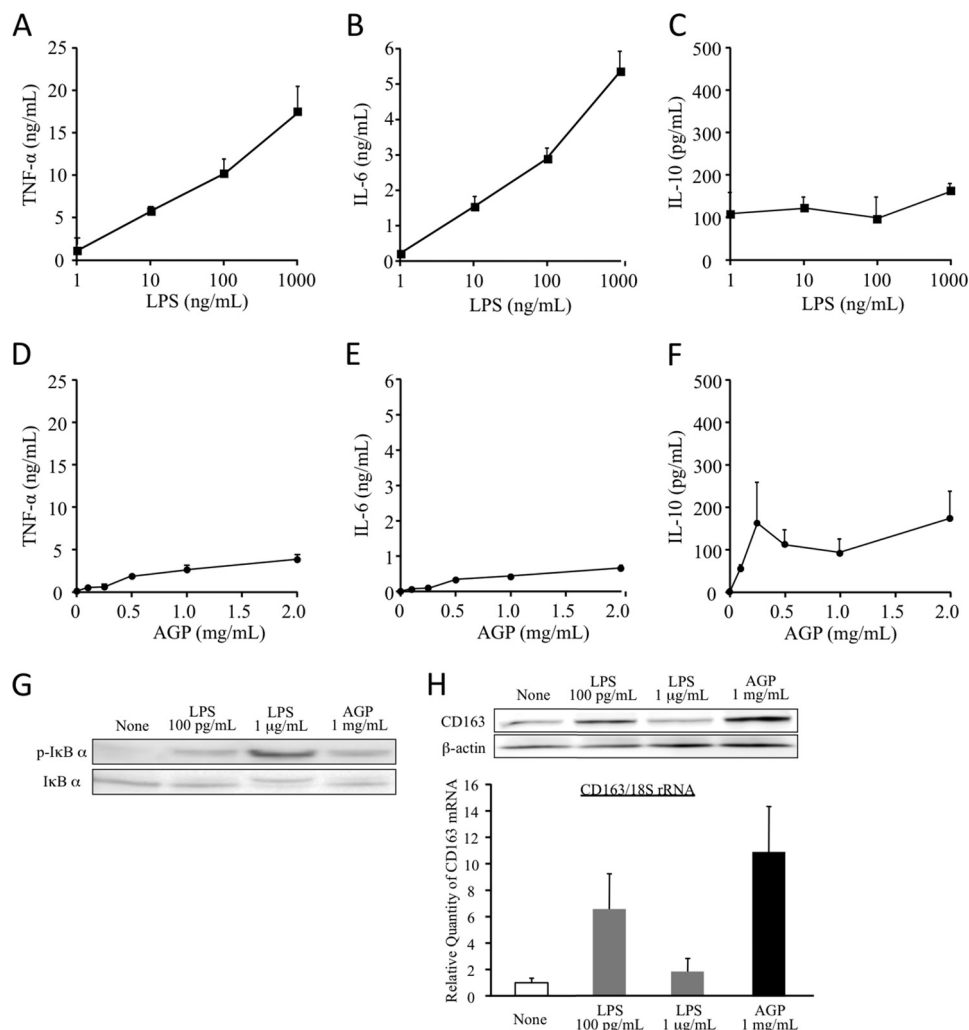 A
TNF-α (ng/mL)
25
20
15
10
5
0
1 10 100 1000
LPS (ng/mL)
B
IL-6 (ng/mL)
6
5
4
3
2
1
0
1 10 100 1000
LPS (ng/mL)
C
IL-10 (pg/mL)
500
400
300
200
100
0
1 10 100 1000
LPS (ng/mL)
D
TNF-α (ng/mL)
25
20
15
10
5
0
0 0.5 1.0 2.0
AGP (mg/mL)
E
IL-6 (ng/mL)
6
5
4
3
2
1
0
0 0.5 1.0 2.0
AGP (mg/mL)
F
IL-10 (pg/mL)
500
400
300
200
100
0
0 0.5 1.0 2.0
AGP (mg/mL)
G
None LPS LPS AGP
100 pg/mL 1 μg/mL 1 mg/mL
p-IκB α
IκB α
H
None LPS LPS AGP
100 pg/mL 1 μg/mL 1 mg/mL
CD163
β-actin
CD163/18S rRNA
Relative Quantity of CD163 mRNA
16
14
12
10
8
6
4
2
0
None LPS LPS AGP
100 pg/mL 1 μg/mL 1 mg/mL